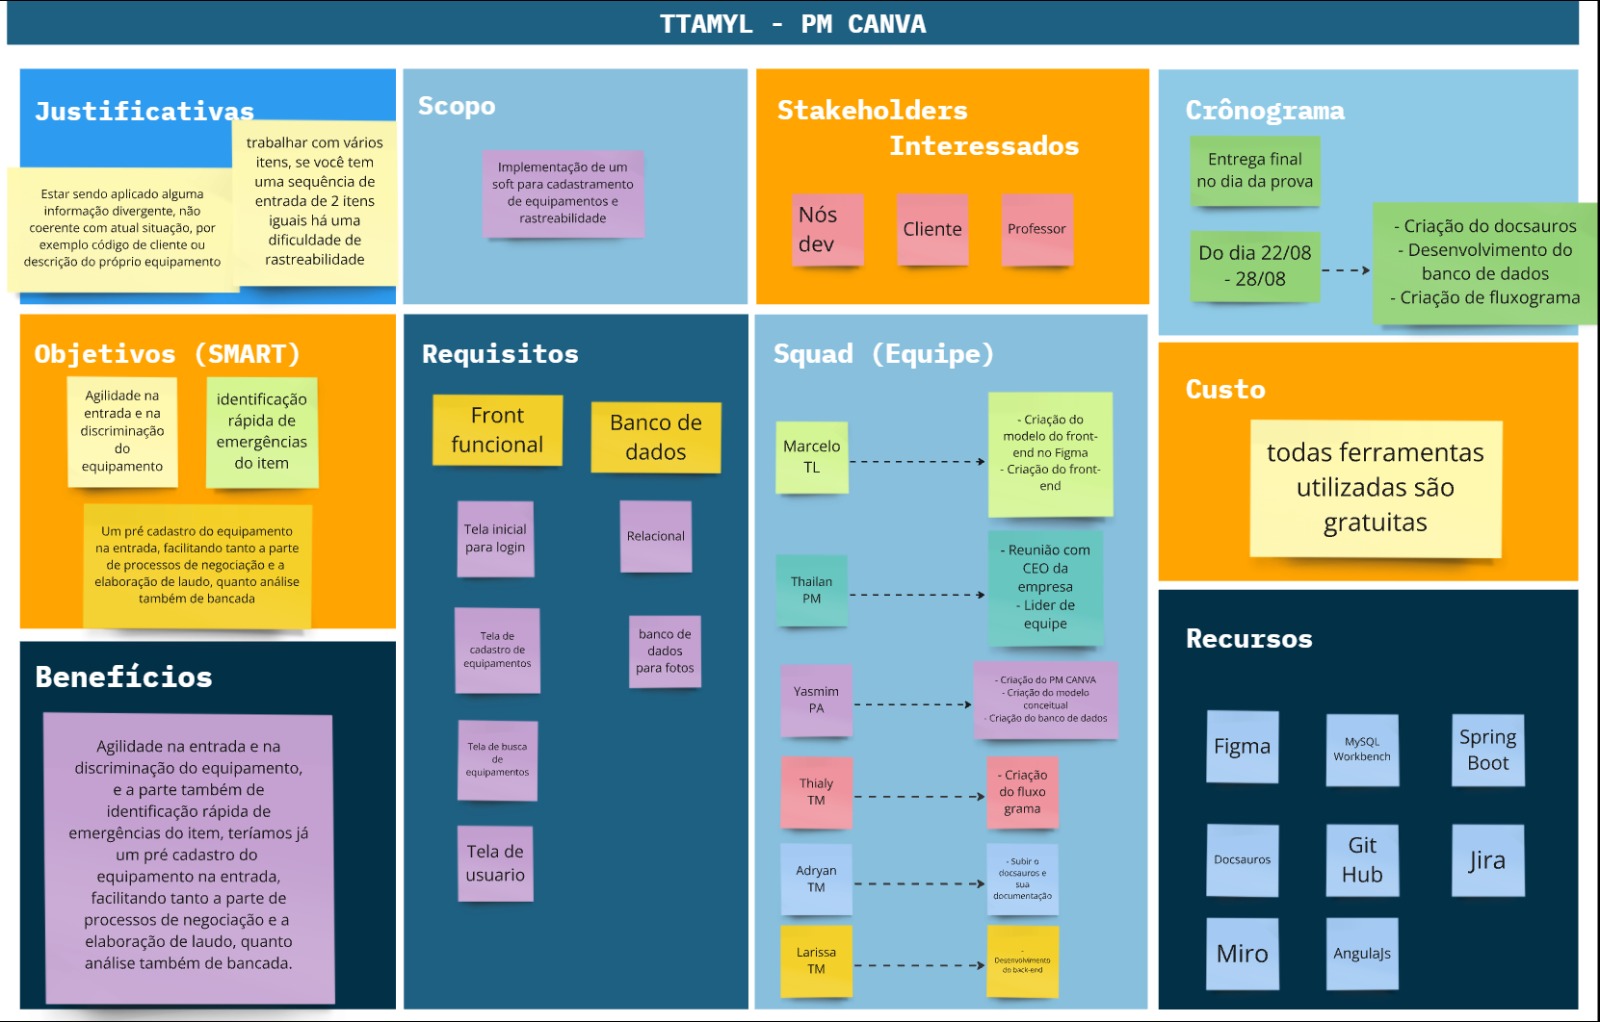 TTAMYL - PM CANVA
Justificativas
Estar sendo aplicado alguma
informação divergente, não
coerente com atual situação, por
exemplo código de cliente ou
descrição do próprio equipamento
trabalhar com vários
itens, se você tem
uma sequência de
entrada de 2 itens
iguais há uma
dificuldade de
rastreabilidade
Scopo
Implementação de um
soft para cadastramento
de equipamentos e
rastreabilidade
Stakeholders
Interessados
Nós
dev
Cliente
Professor
Crônograma
Entrega final
no dia da prova
Do dia 22/08
- 28/08
- Criação do docsauros
- Desenvolvimento do
banco de dados
- Criação de fluxograma
Objetivos (SMART)
Agilidade na
entrada e na
discriminação
do
equipamento
identificação
rápida de
emergências
do item
Um pré cadastro do equipamento
na entrada, facilitando tanto a parte
de processos de negociação e a
elaboração de laudo, quanto análise
também de bancada
Requisitos
Front
funcional
Banco de
dados
Tela inicial
para login
Relacional
Tela de
cadastro de
equipamentos
banco de
dados
para fotos
Tela de busca
de
equipamentos
Tela de
usuario
Squad (Equipe)
Marcelo
TL
- Criação do
modelo do front-
end no Figma
- Criação do front-
end
Thailan
PM
- Reunião com
CEO da
empresa
- Lider de
equipe
Yasmim
PA
- Criação do PM CANVA
- Criação do modelo
conceitual
- Criação do banco de dados
Thialy
TM
- Criação
do fluxo
grama
Adryan
TM
- Subir o
docsauros e
sua
documentação
Larissa
TM
-
Desenvolvimento
do back-end
Custo
todas ferramentas
utilizadas são
gratuitas
Benefícios
Agilidade na entrada e na
discriminação do equipamento,
e a parte também de
identificação rápida de
emergências do item, teríamos já
um pré cadastro do
equipamento na entrada,
facilitando tanto a parte de
processos de negociação e a
elaboração de laudo, quanto
análise também de bancada.
Recursos
Figma
MySQL
Workbench
Spring
Boot
Docsauros
Git
Hub
Jira
Miro
AngulaJs